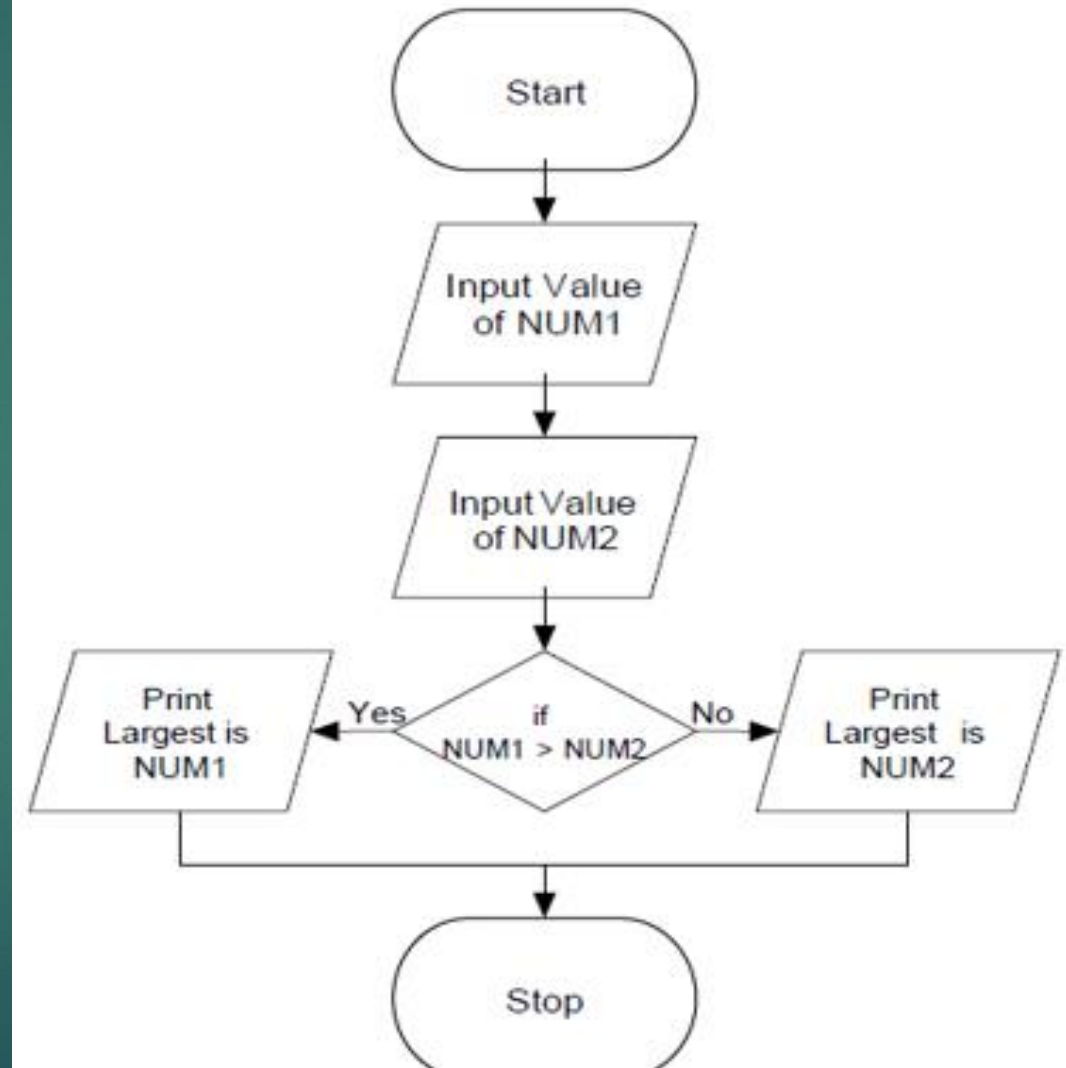 Start
Input Value
of NUM1
Input Value
of NUM2
if
NUM1 > NUM2
Yes
No
Print
Largest is
NUM1
Print
Largest is
NUM2
Stop